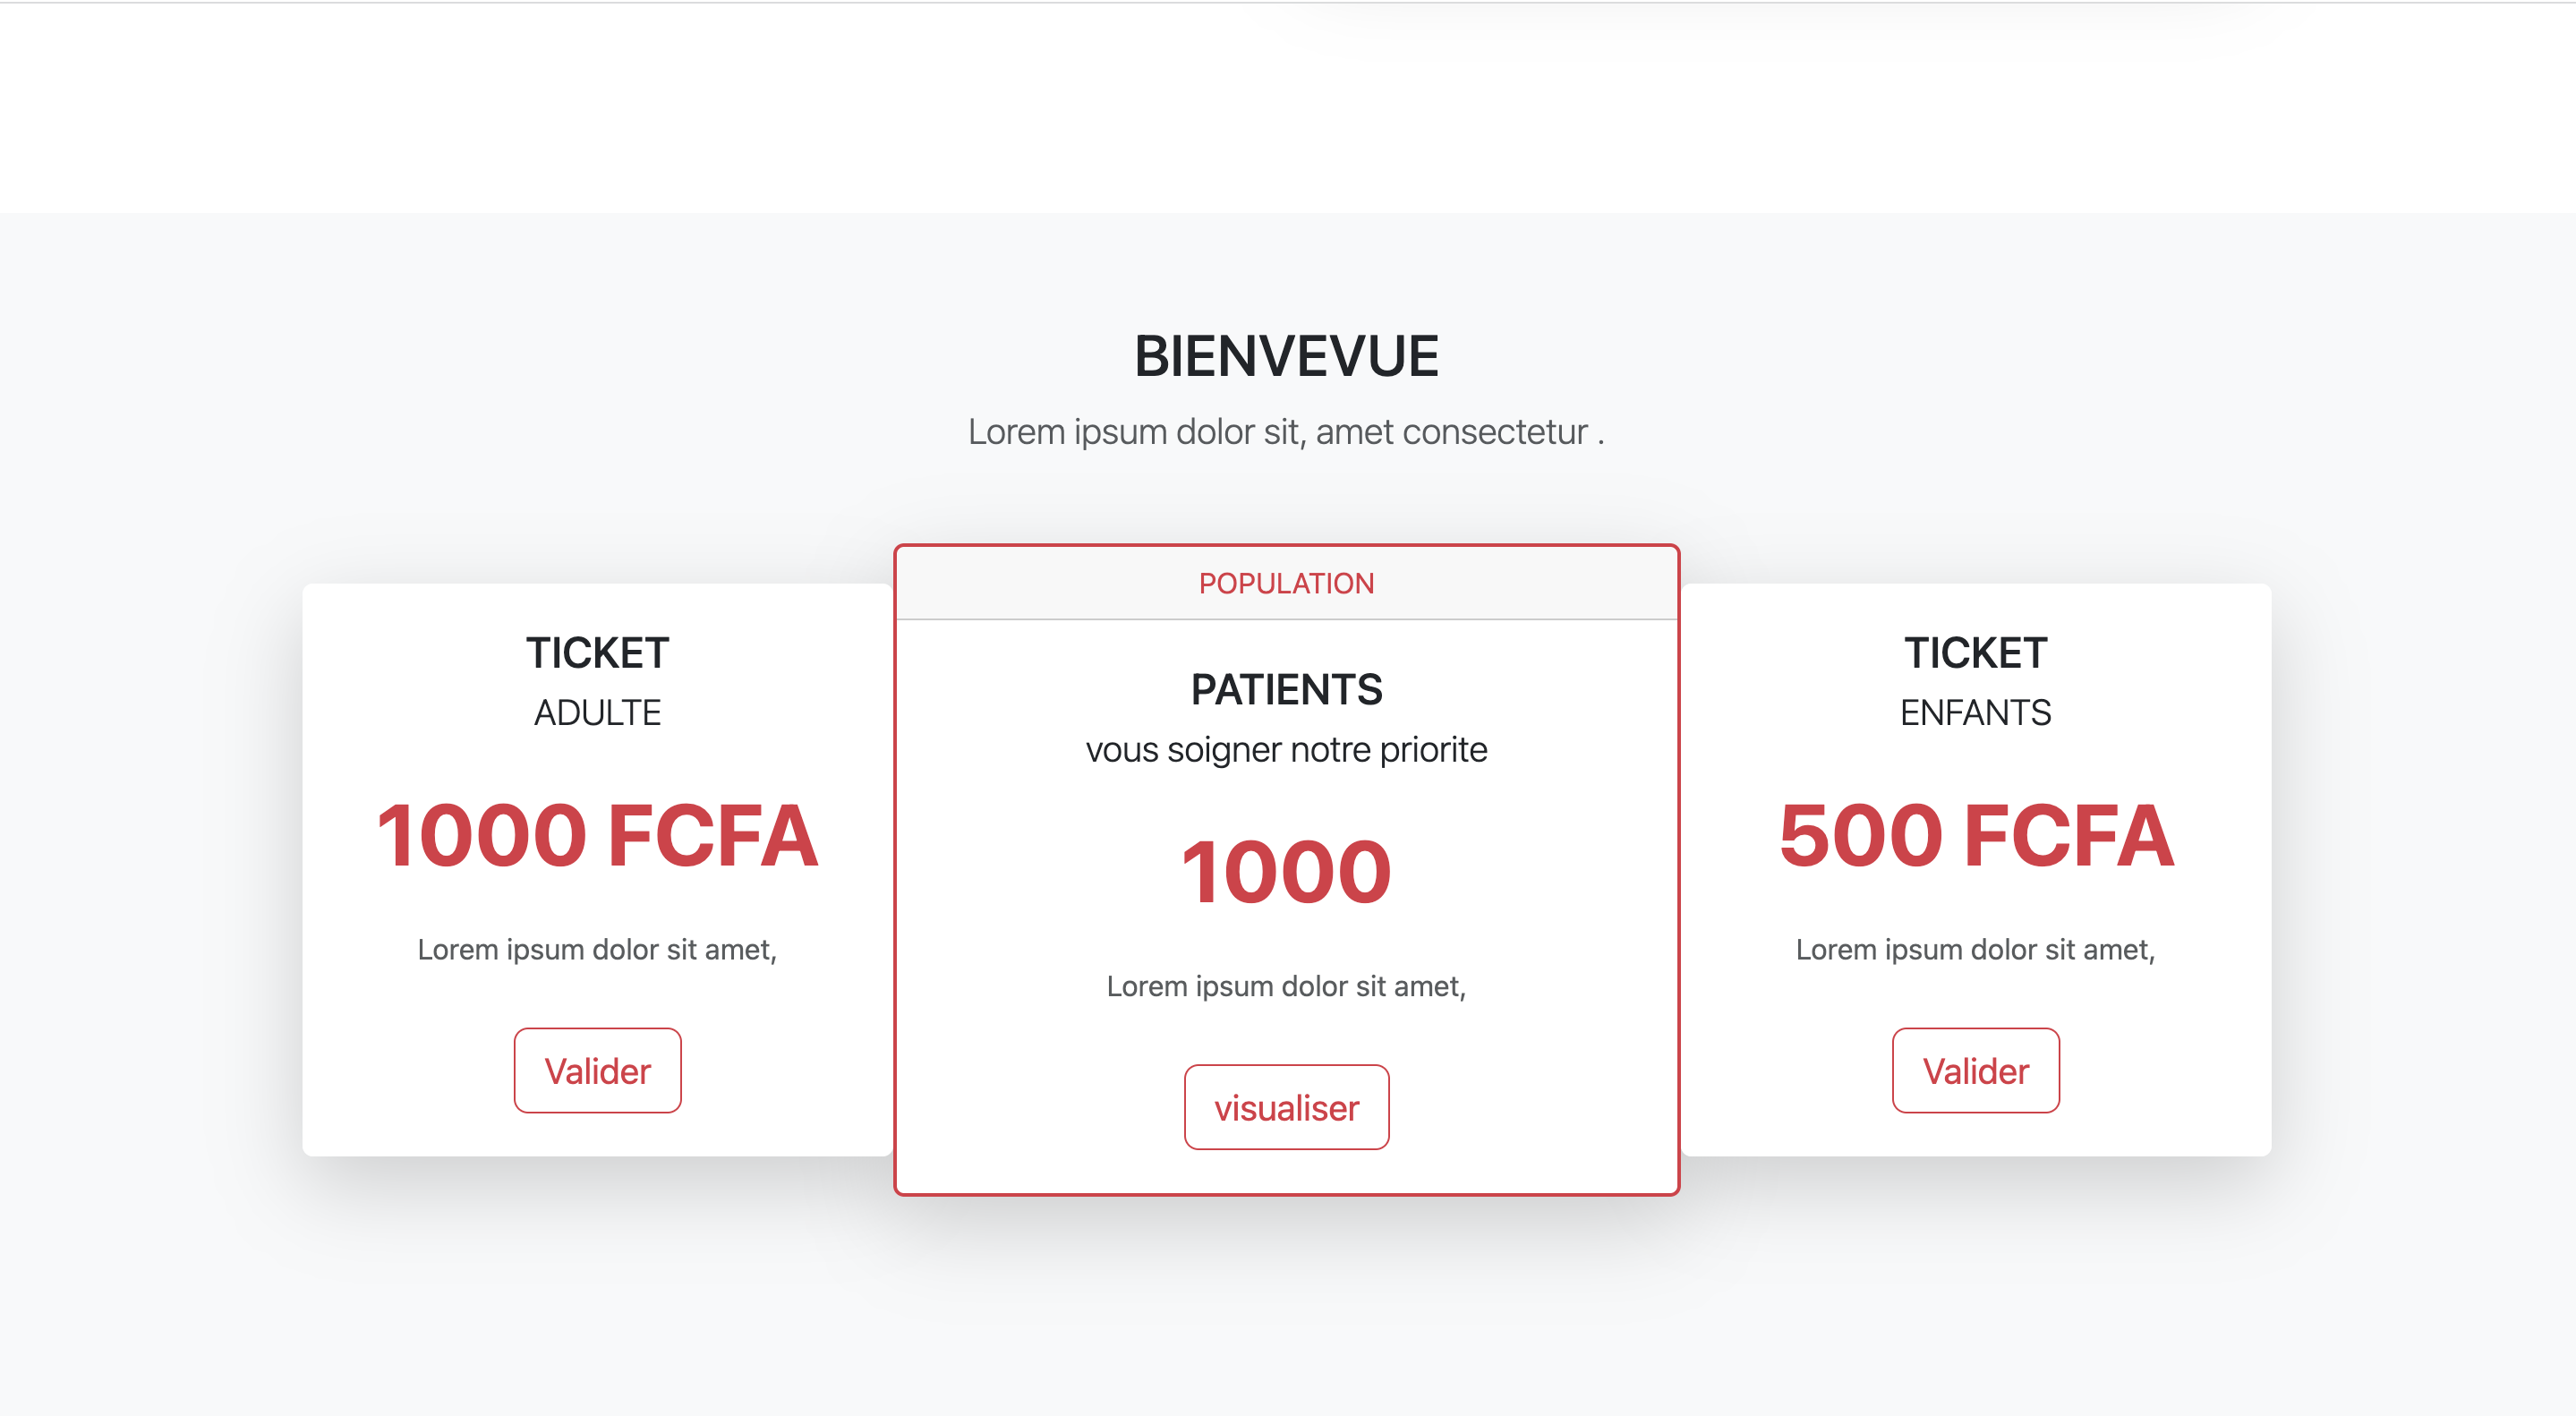 BIENVEVUE
Lorem ipsum dolor sit, amet consectetur .
TICKET
ADULTE
1000 FCFA
Lorem ipsum dolor sit amet,
Valider
POPULATION
PATIENTS
vous soigner notre priorite
1000
Lorem ipsum dolor sit amet,
visualiser
TICKET
ENFANTS
500 FCFA
Lorem ipsum dolor sit amet,
Valider